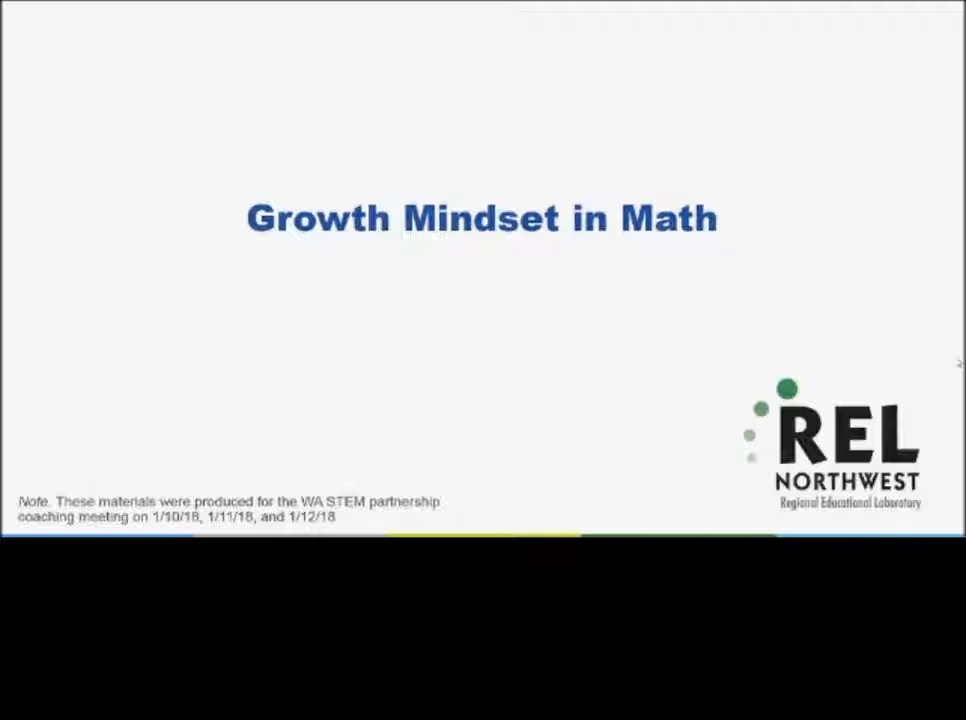 Growth Mindset in Math
REL
NORTHWEST
Regional Educational Laboratory
Note. These materials were produced for the WA STEM partnership
coaching meeting on 1/10/18, 1/11/18, and 1/12/18